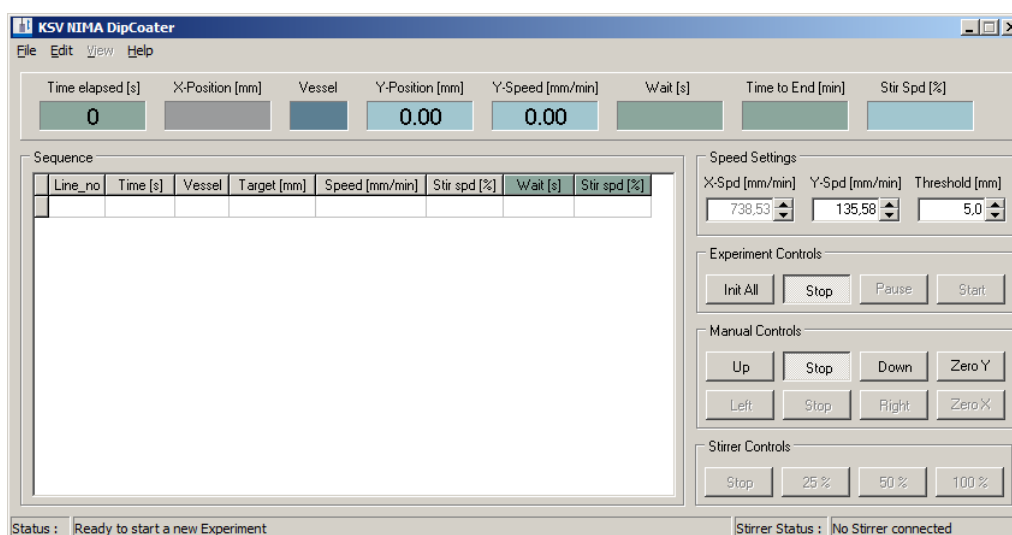 KSV NIMA DipCoater
File Edit View Help
Time elapsed [s] X-Position [mm] Vessel Y-Position [mm] Y-Speed [mm/min] Wait [s] Time to End [min] Stir Spd [%]
0 0.00 0.00
Sequence
Line_no Time [s] Vessel Target [mm] Speed [mm/min] Stir spd [%] Wait [s] Stir spd [%]
Speed Settings
X-Spd [mm/min] Y-Spd [mm/min] Threshold [mm]
738,53 135,58 5,0
Experiment Controls
Init All Stop Pause Start
Manual Controls
Up Stop Down Zero Y
Left Stop Right Zero X
Stirrer Controls
Stop 25 % 50 % 100 %
Status : Ready to start a new Experiment Stirrer Status : No Stirrer connected